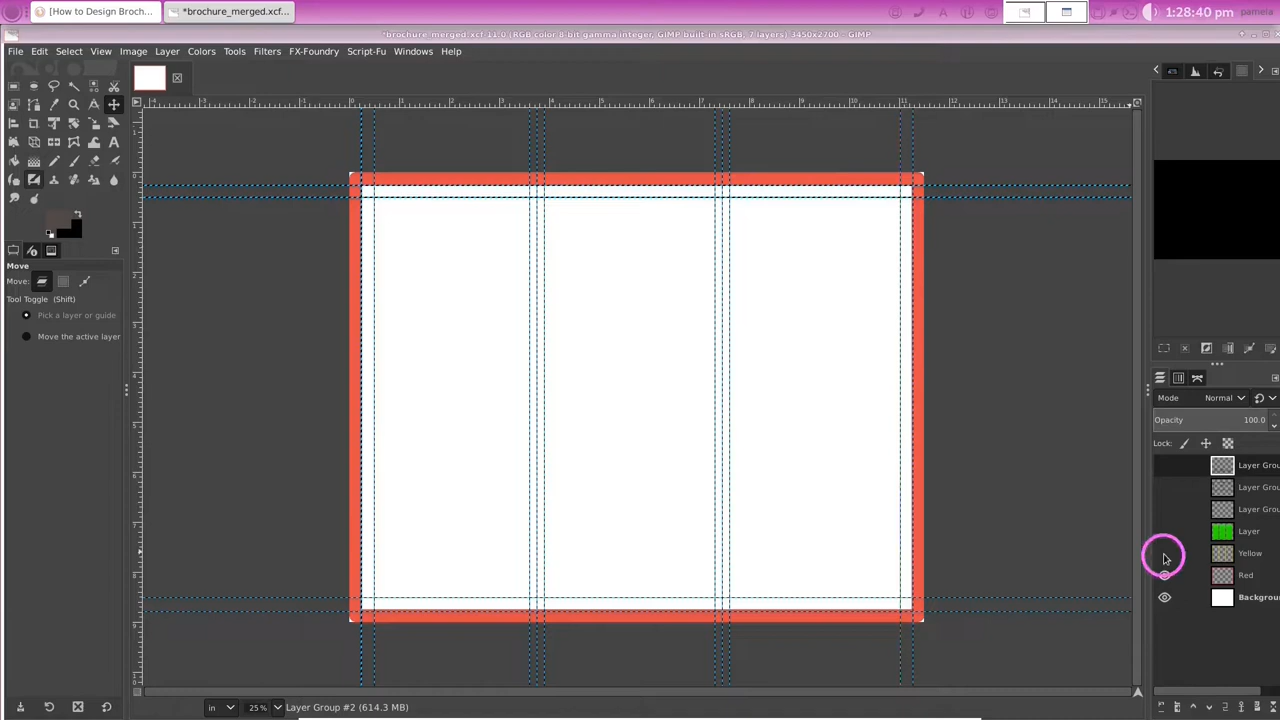 [How to Design Broch...
*brochure_merged.xcf...
1:28:40 pm
pamela
*brochure-merged.xcf-11.0 (RGB color 8-bit gamma integer, GIMP built in sRGB, 7 layers) 3450x2700 – GIMP
File Edit Select View Image Layer Colors Tools Filters FX-Foundry Script-Fu Windows Help
Move
Move:
Tool Toggle (Shift)
Pick a layer or guide
Move the active layer
Mode Normal
Opacity 100.0
Lock:
Layer Grou
Layer Grou
Layer Grou
Layer
Yellow
Red
Backgroun
in 25% Layer Group #2 (614.3 MB)